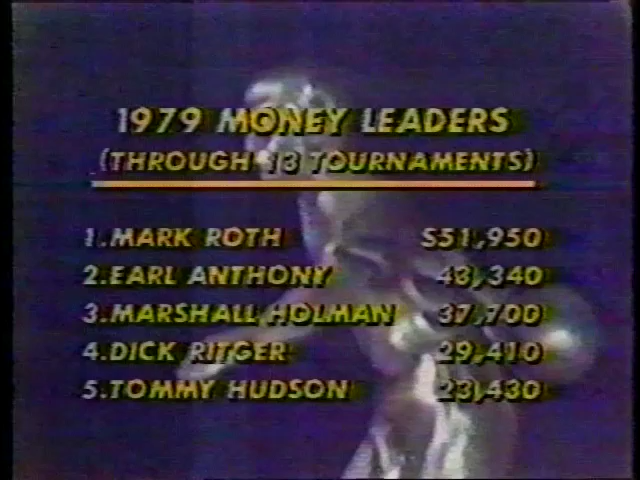 1979 MONEY LEADERS
(THROUGH 13 TOURNAMENTS)
1. MARK ROTH $51,950
2. EARL ANTHONY 43,340
3. MARSHALL HOLMAN 37,700
4. DICK RITGER 29,410
5. TOMMY HUDSON 23,430